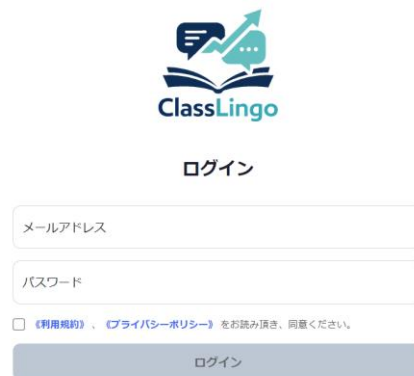 ClassLingo
ログイン
メールアドレス
パスワード
《利用規約》、《プライバシーポリシー》 をお読み頂き、同意ください。
ログイン